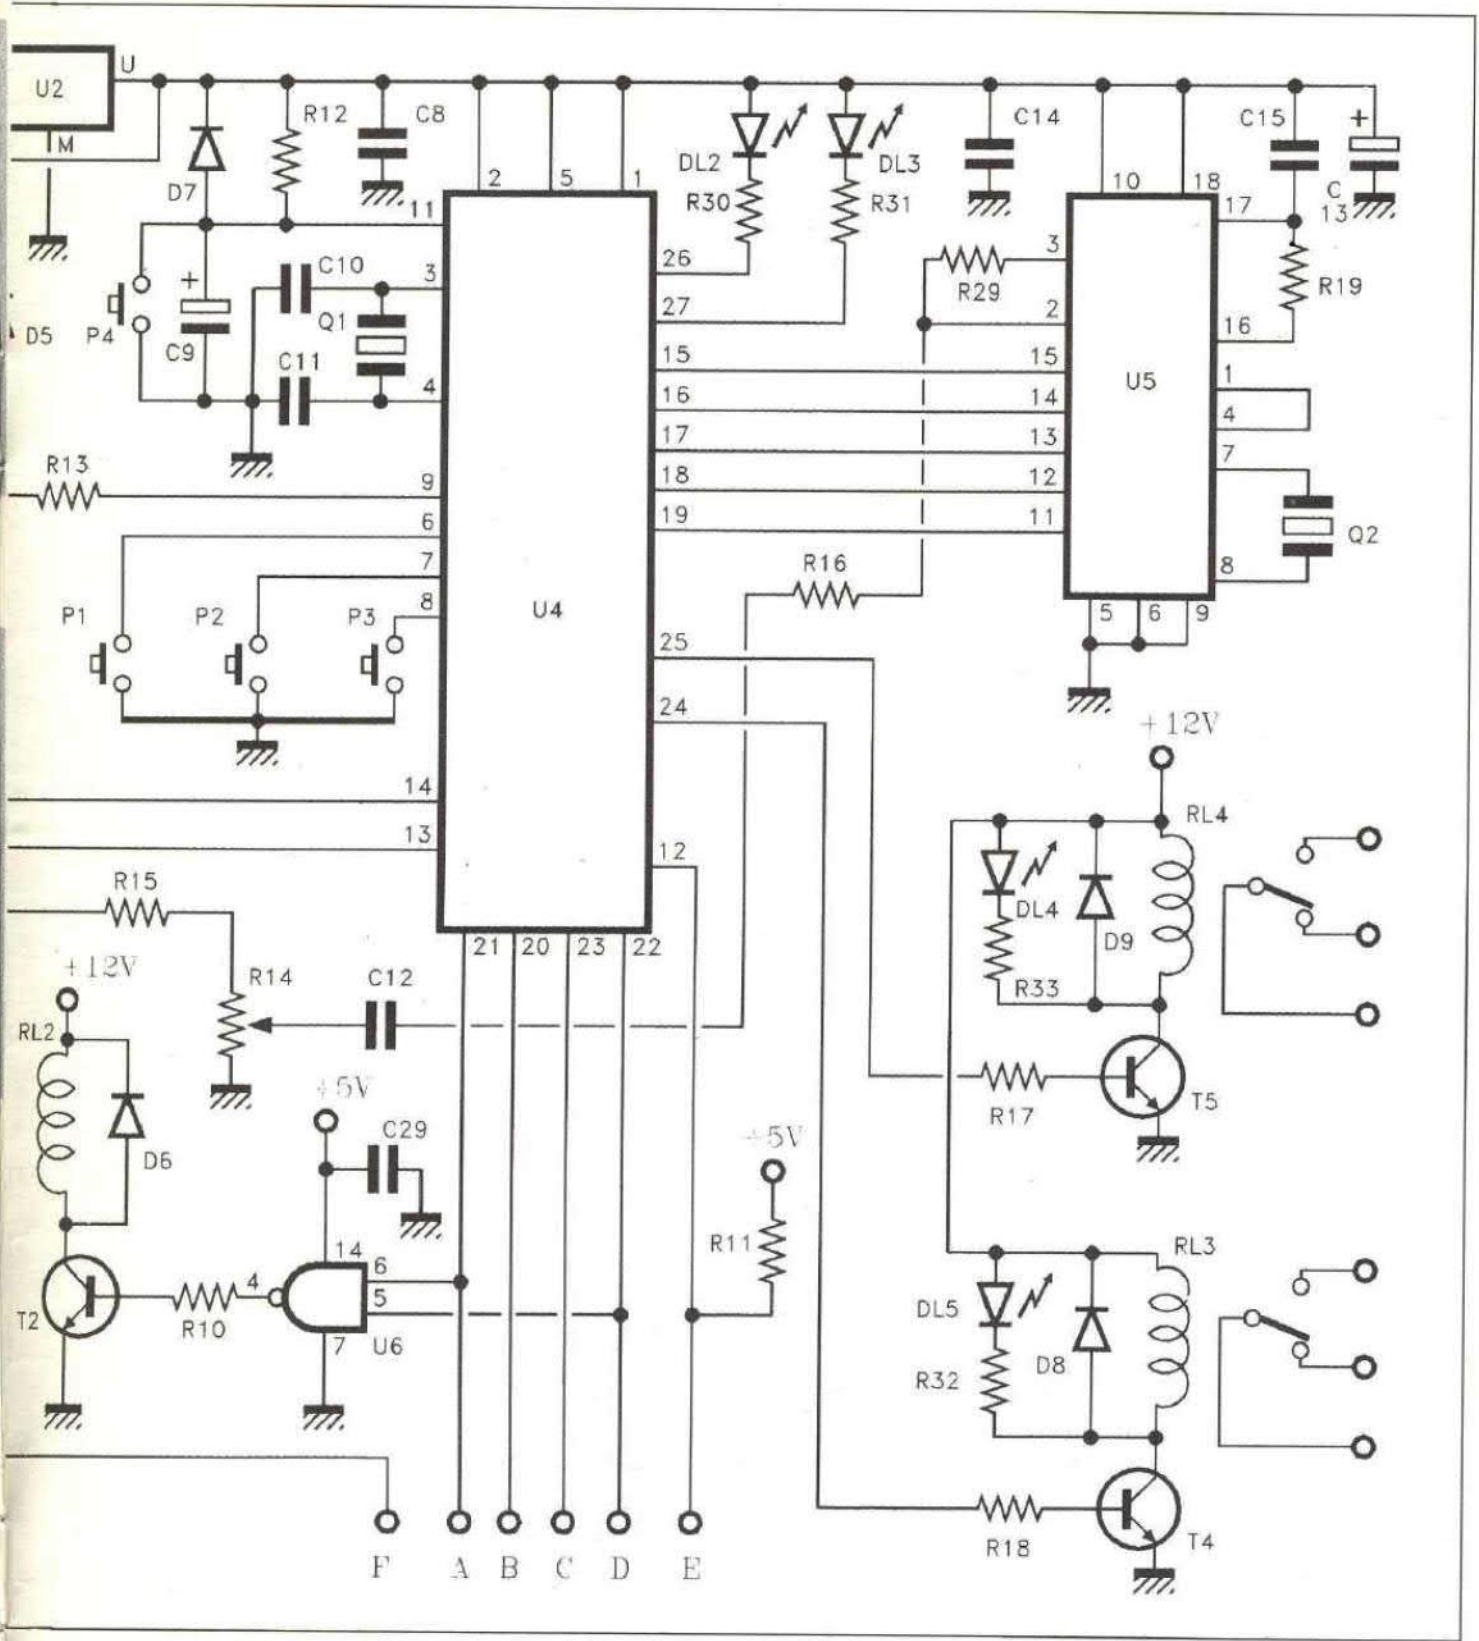 U2 U
M
R12 C8
D7
11
2 5 1
DL2 DL3
R30 R31
C14 C15 +
C
13
10 18
17
3
R29
2
16
R19
+
C10
3
Q1
D5 P4 C9 C11
4
26
27
15 15
16 14
17 13
18 12
19 11
U5
1
4
7
Q2
8
R13
9
6
7
8
P1 P2 P3
U4
R16
25
24
5 6 9
+12V
14
13
12
RL4
R15
DL4 D9
R33
21 20 23 22
+12V
R14 C12
RL2
+5V
R17 T5
C29
D6
+5V
R11
14
6
5
4
7
T2 R10 U6
RL3
DL5
R32 D8
R18 T4
F A B C D E